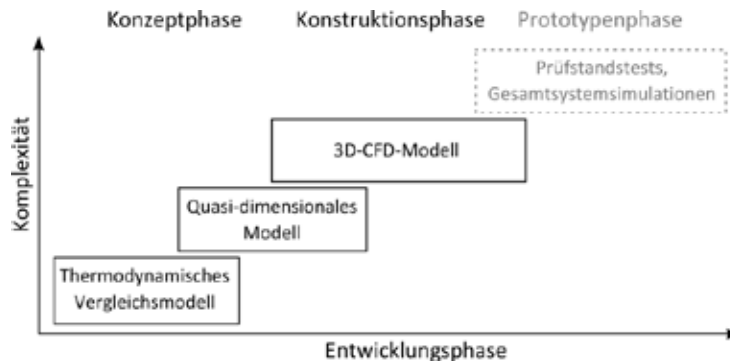 Konzeptphase Konstruktionsphase Prototypenphase
Prüfstandstests,
Gesamtsystemsimulationen
3D-CFD-Modell
Quasi-dimensionales
Modell
Thermodynamisches
Vergleichsmodell
Komplexität
Entwicklungsphase